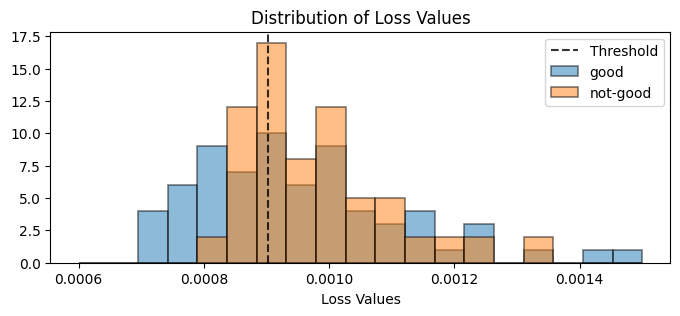 Distribution of Loss Values
17.5
15.0
12.5
10.0
7.5
5.0
2.5
0.0
Threshold
good
not-good
0.0006 0.0008 0.0010 0.0012 0.0014
Loss Values